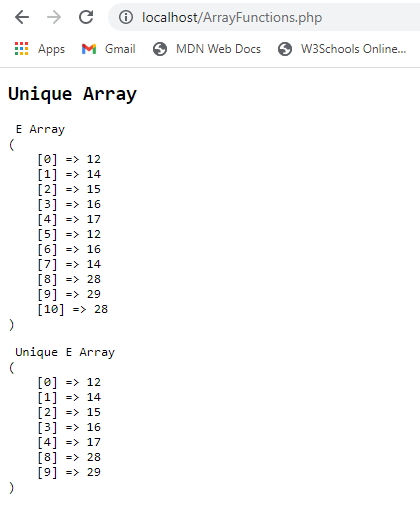 localhost/ArrayFunctions.php
Apps Gmail MDN Web Docs W3Schools Online...
Unique Array
E Array
(
[0] => 12
[1] => 14
[2] => 15
[3] => 16
[4] => 17
[5] => 12
[6] => 16
[7] => 14
[8] => 28
[9] => 29
[10] => 28
)
Unique E Array
(
[0] => 12
[1] => 14
[2] => 15
[3] => 16
[4] => 17
[8] => 28
[9] => 29
)